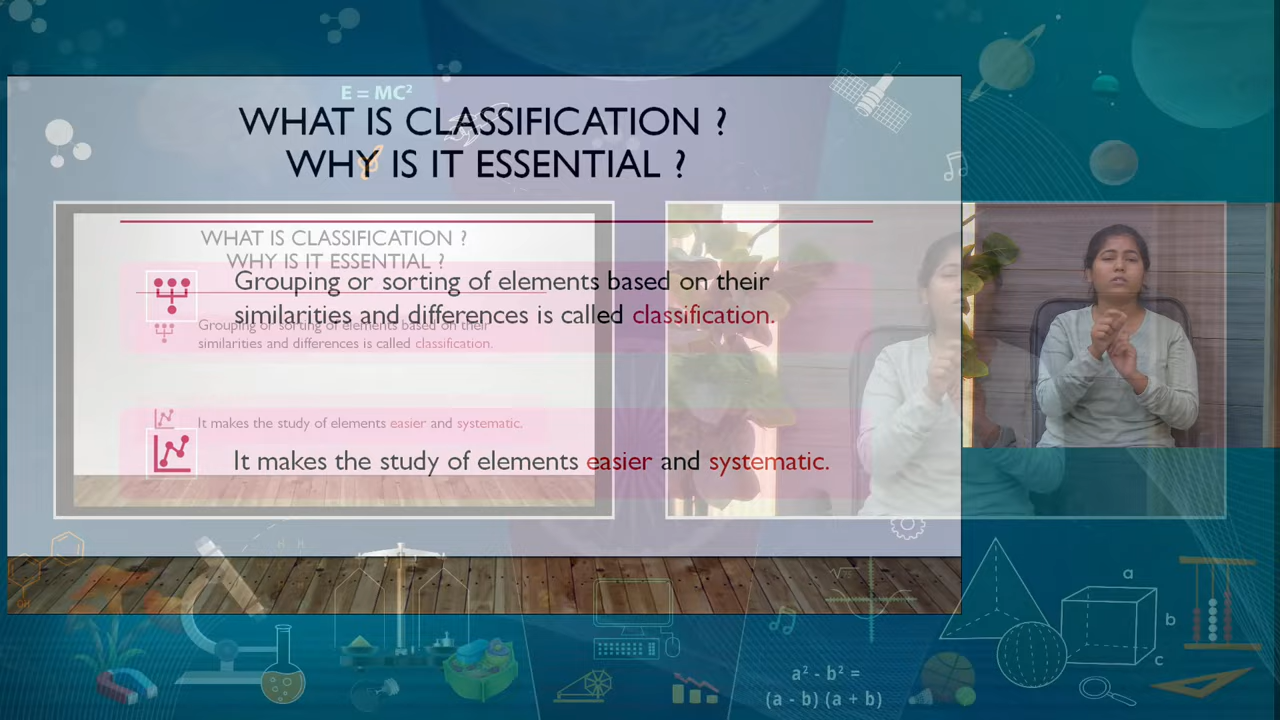 E = MC²
WHAT IS CLASSIFICATION ?
WHY IS IT ESSENTIAL ?
WHAT IS CLASSIFICATION ?
WHY IS IT ESSENTIAL ?
Grouping or sorting of elements based on their
similarities and differences is called classification.
Grouping or sorting of elements based on their
similarities and differences is called classification.
It makes the study of elements easier and systematic.
It makes the study of elements easier and systematic.
H H
OH
a
b
c
a² - b² =
(a - b) (a + b)